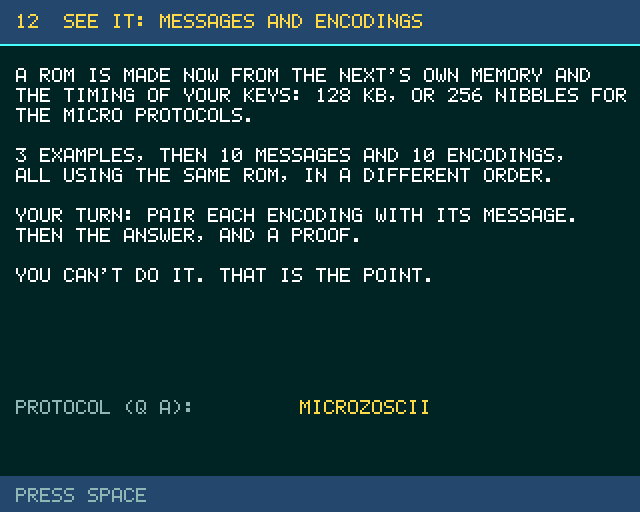 12 SEE IT: MESSAGES AND ENCODINGS
A ROM IS MADE NOW FROM THE NEXT'S OWN MEMORY AND
THE TIMING OF YOUR KEYS: 128 KB, OR 256 NIBBLES FOR
THE MICRO PROTOCOLS.
3 EXAMPLES, THEN 10 MESSAGES AND 10 ENCODINGS,
ALL USING THE SAME ROM, IN A DIFFERENT ORDER.
YOUR TURN: PAIR EACH ENCODING WITH ITS MESSAGE.
THEN THE ANSWER, AND A PROOF.
YOU CAN'T DO IT. THAT IS THE POINT.
PROTOCOL (Q A): MICROZOSCII
PRESS SPACE